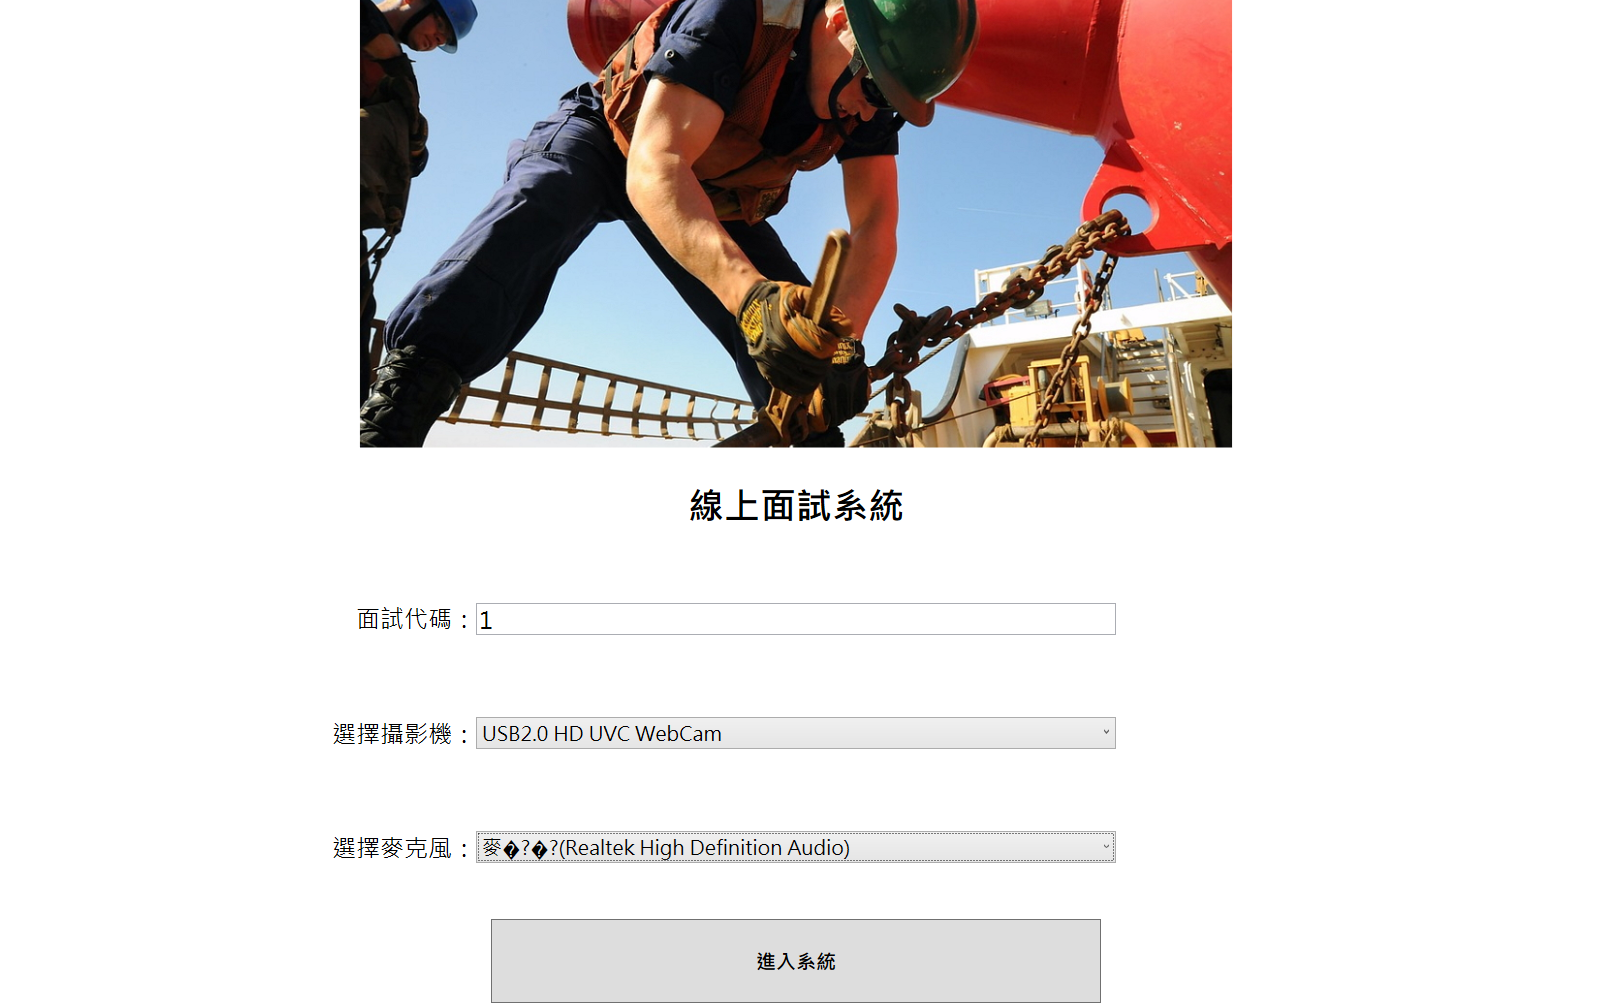 線上面試系統
面試代碼：1
選擇攝影機：USB2.0 HD UVC WebCam
選擇麥克風：麥�?�?(Realtek High Definition Audio)
進入系統